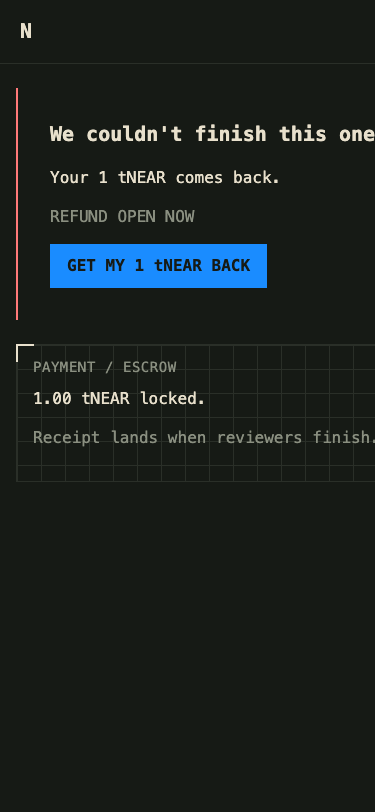 N
We couldn't finish this one
Your 1 tNEAR comes back.
REFUND OPEN NOW
GET MY 1 tNEAR BACK
PAYMENT / ESCROW
1.00 tNEAR locked.
Receipt lands when reviewers finish.